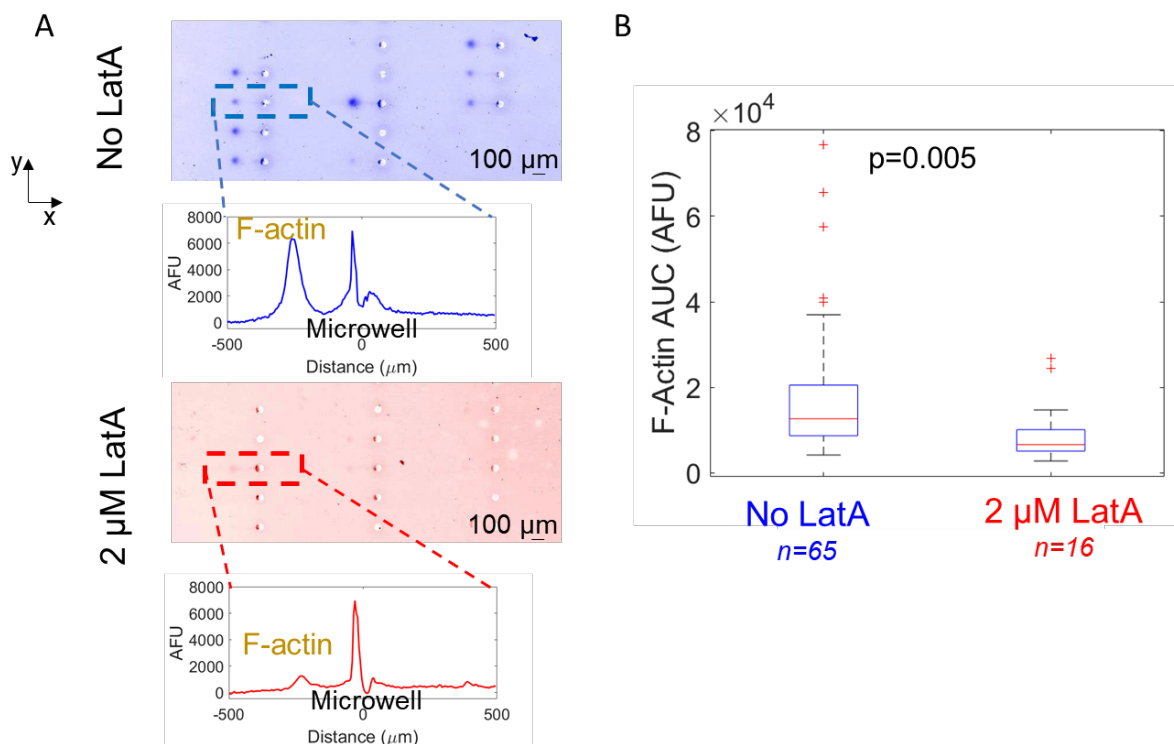 A
No LatA
y
x
100 μm
8000
6000
4000
2000
0
AFU
F-actin
Microwell
-500
0
500
Distance (μm)
2 μM LatA
100 μm
8000
6000
4000
2000
0
AFU
F-actin
Microwell
-500
0
500
Distance (μm)
B
×10⁴
8
6
4
2
0
F-Actin AUC (AFU)
p=0.005
No LatA
n=65
2 μM LatA
n=16